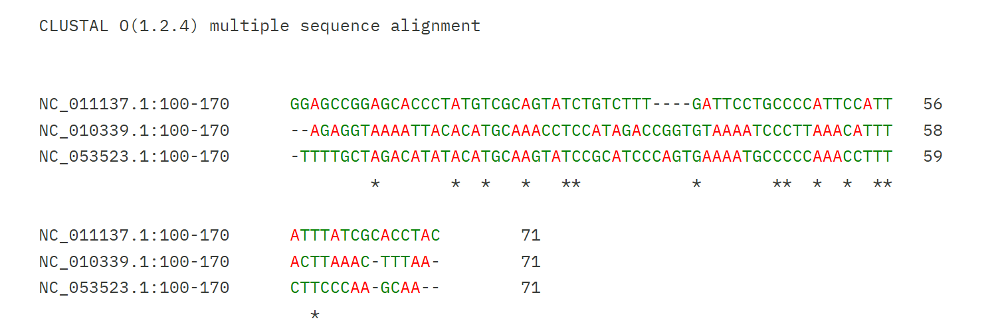 CLUSTAL O(1.2.4) multiple sequence alignment
NC_011137.1:100-170      GGAGCCGGAGCACCCTATGTCGCAGTATCTGTCTTT----GATTCCTGCCCCATTCCATT   56
NC_010339.1:100-170      --AGAGGTAAAATTACACATGCAAACCTCCATAGACCGGTGTAAAATCCCTTAAACATTT   58
NC_053523.1:100-170      -TTTTGCTAGACATATACATGCAAGTATCCGCATCCCAGTGAAAATGCCCCCAAACCTTT   59
                                 *       *  *   *   **           *       **  *  *  **
NC_011137.1:100-170      ATTTATCGCACCTAC        71
NC_010339.1:100-170      ACTTAAAC-TTTAA-        71
NC_053523.1:100-170      CTTCCCAA-GCAA--        71
                           *